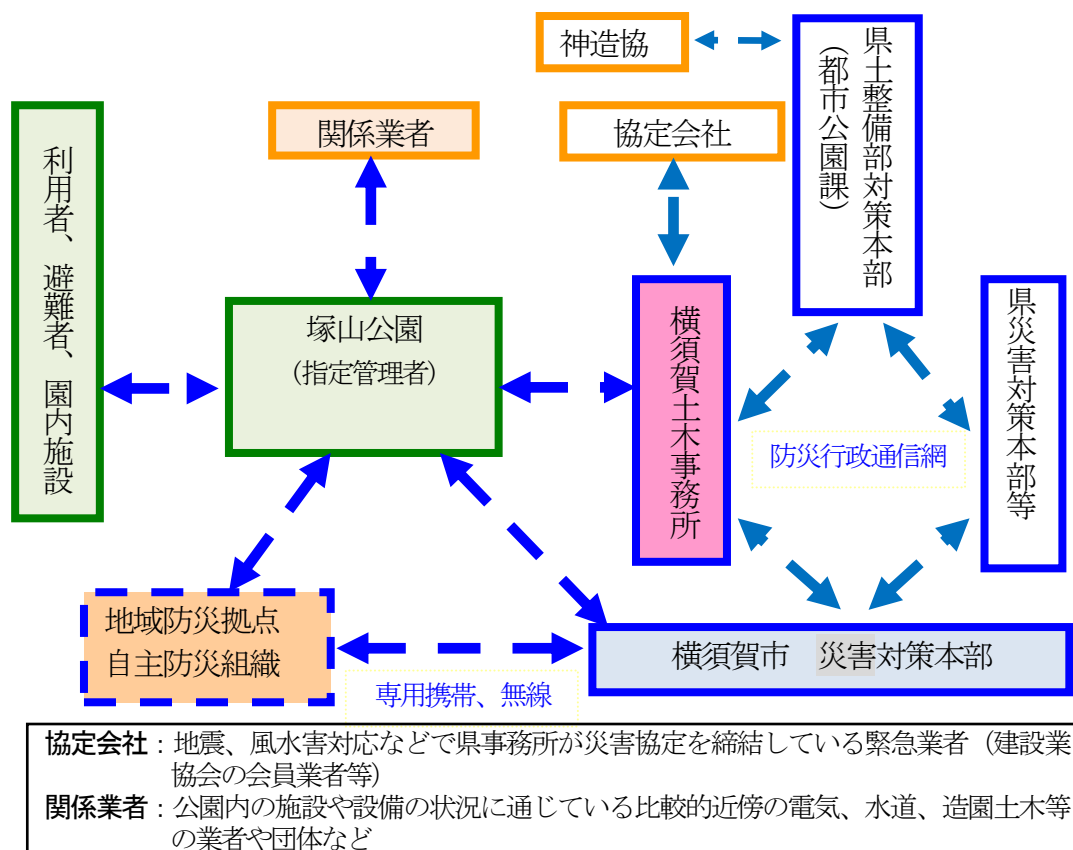 神造協
県土整備部対策本部
(都市公園課)
関係業者
協定会社
利用者、避難者、園内施設
塚山公園
(指定管理者)
横須賀土木事務所
県災害対策本部等
防災行政通信網
地域防災拠点
自主防災組織
専用携帯、無線
横須賀市　災害対策本部
協定会社：地震、風水害対応などで県事務所が災害協定を締結している緊急業者（建設業
協会の会員業者等）
関係業者：公園内の施設や設備の状況に通じている比較的近傍の電気、水道、造園土木等
の業者や団体など